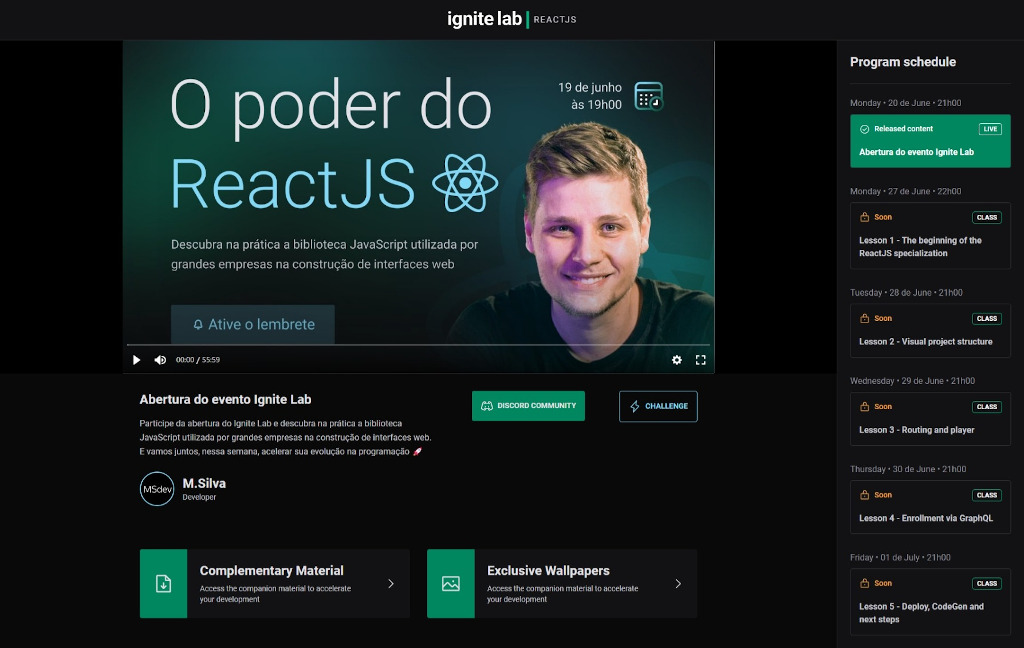 ignite lab | REACTJS
O poder do
ReactJS
19 de junho
às 19h00
Descubra na prática a biblioteca JavaScript utilizada por
grandes empresas na construção de interfaces web
Ative o lembrete
00:00 / 55:59
Abertura do evento Ignite Lab
Participe da abertura do Ignite Lab e descubra na prática a biblioteca
JavaScript utilizada por grandes empresas na construção de interfaces web.
E vamos juntos, nessa semana, acelerar sua evolução na programação 🚀
DISCORD COMMUNITY
CHALLENGE
MSdev
M.Silva
Developer
Complementary Material
Access the companion material to accelerate
your development
Exclusive Wallpapers
Access the companion material to accelerate
your development
Program schedule
Monday • 20 de June • 21h00
Released content LIVE
Abertura do evento Ignite Lab
Monday • 27 de June • 22h00
Soon CLASS
Lesson 1 - The beginning of the
ReactJS specialization
Tuesday • 28 de June • 21h00
Soon CLASS
Lesson 2 - Visual project structure
Wednesday • 29 de June • 21h00
Soon CLASS
Lesson 3 - Routing and player
Thursday • 30 de June • 21h00
Soon CLASS
Lesson 4 - Enrollment via GraphQL
Friday • 01 de July • 21h00
Soon CLASS
Lesson 5 - Deploy, CodeGen and
next steps